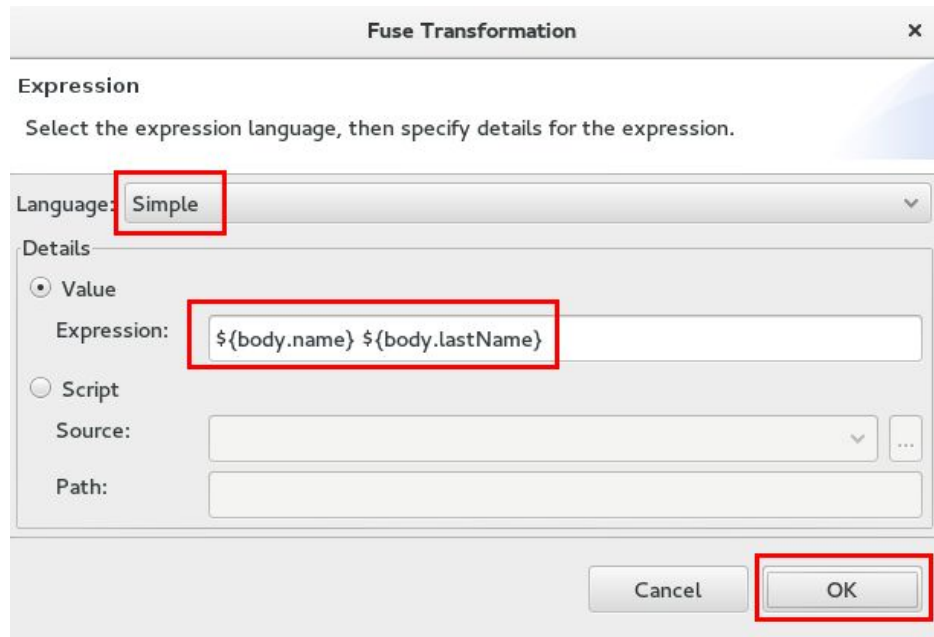 Fuse Transformation ×
Expression
Select the expression language, then specify details for the expression.
Language: Simple
Details
Value
Expression: ${body.name} ${body.lastName}
Script
Source: ...
Path:
Cancel OK